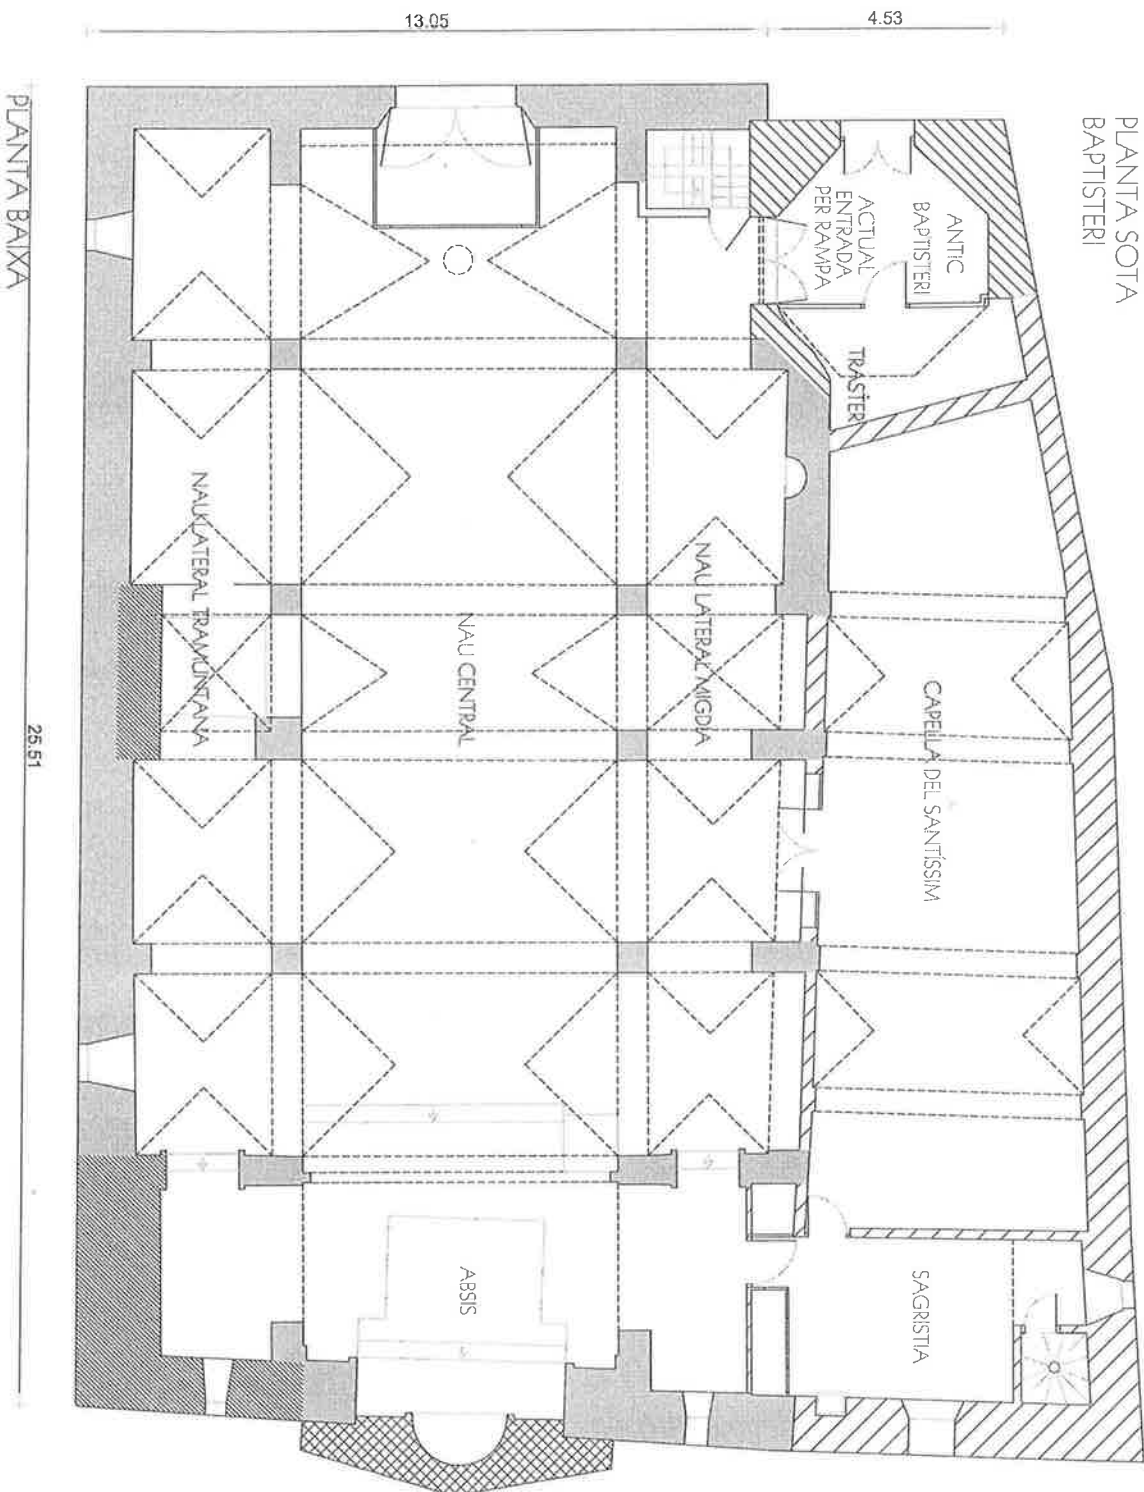 13.05
4.53
PLANTA SOTA
BAPTISTERI
PLANTA BAIXA
25.51
ANTIC
BAPTISTERI
ACTUAL
ENTRADA
PER RAMPA
TRASTER
NAU LATERAL TRAMUNTANA
NAU CENTRAL
NAU LATERAL MIGDIA
CAPELLA DEL SANTÍSSIM
ABSIS
SAGRISTIA